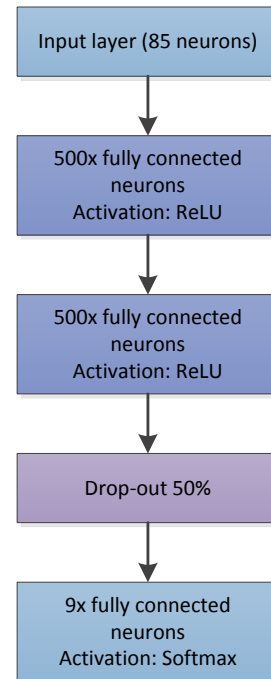 Input layer (85 neurons)
500x fully connected
neurons
Activation: ReLU
500x fully connected
neurons
Activation: ReLU
Drop-out 50%
9x fully connected
neurons
Activation: Softmax